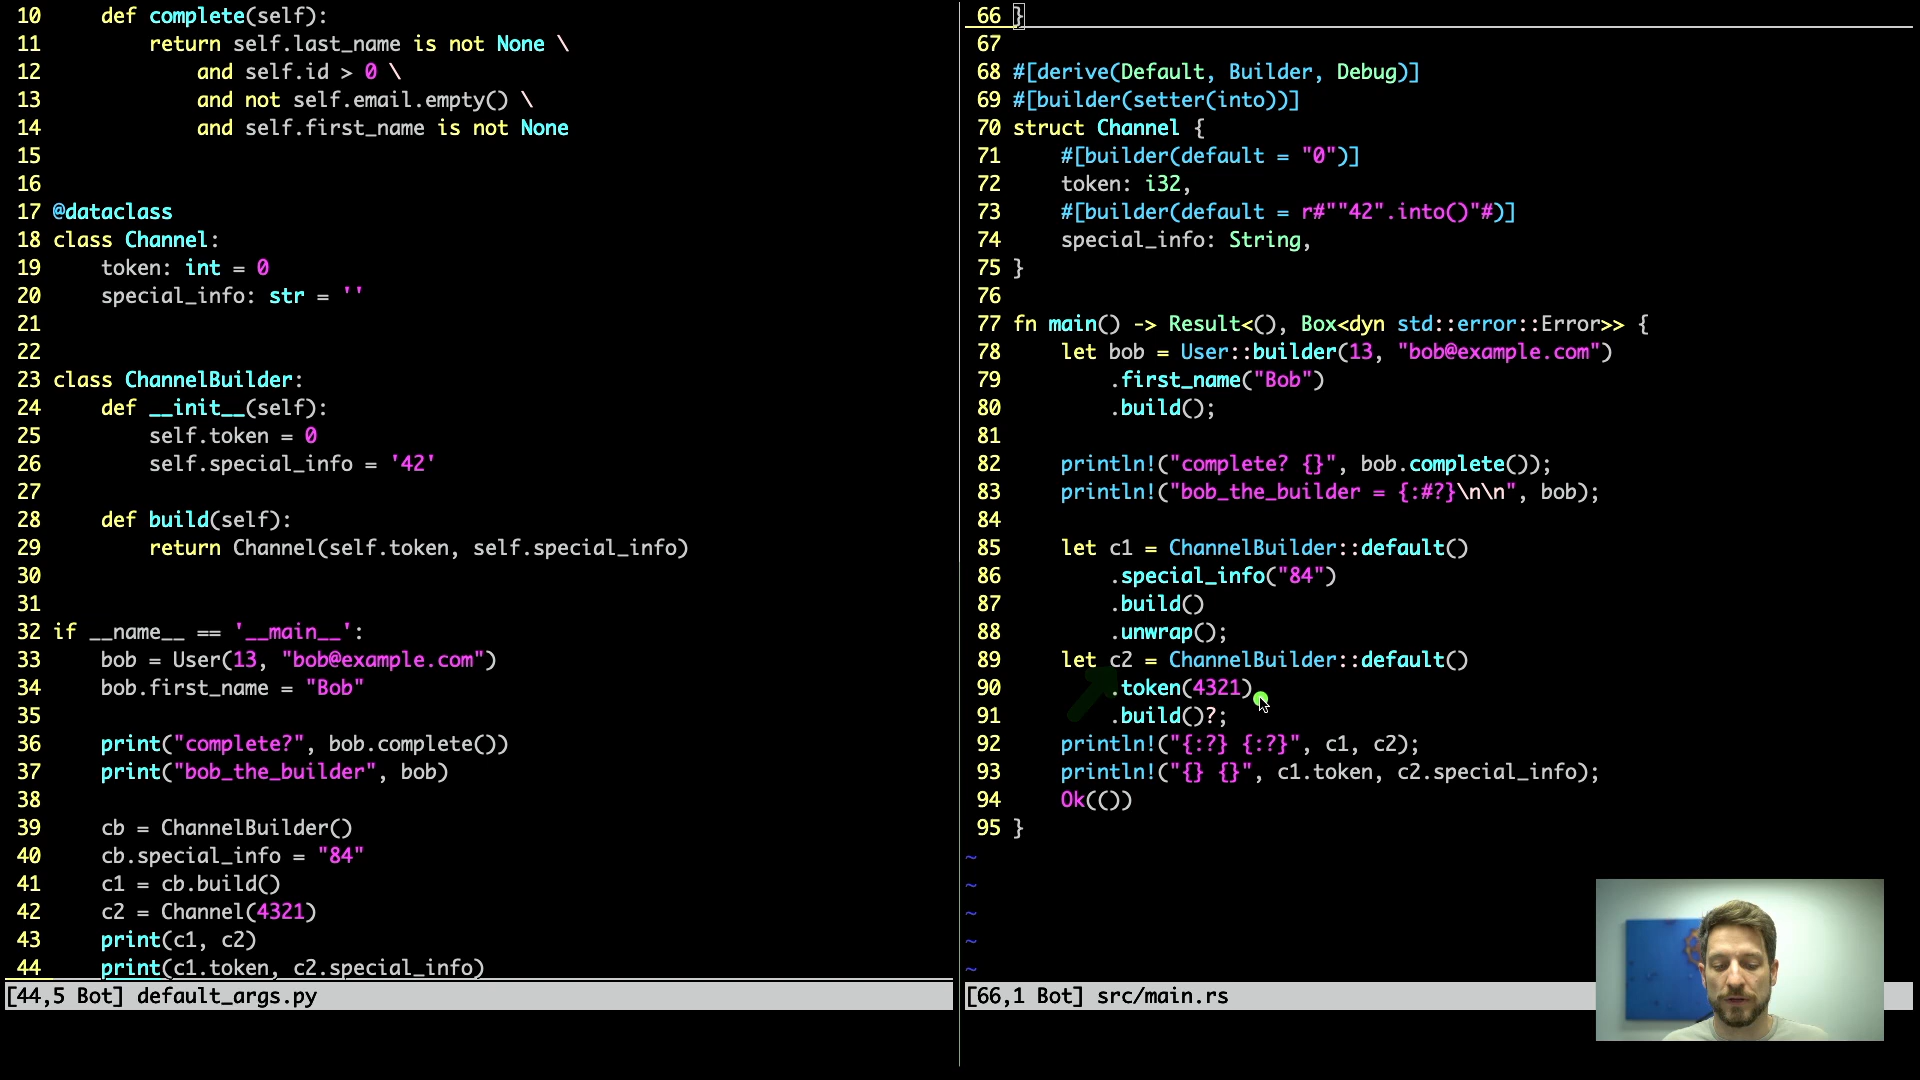 10     def complete(self):
11         return self.last_name is not None \
12             and self.id > 0 \
13             and not self.email.empty() \
14             and self.first_name is not None
15
16
17 @dataclass
18 class Channel:
19     token: int = 0
20     special_info: str = ''
21
22
23 class ChannelBuilder:
24     def __init__(self):
25         self.token = 0
26         self.special_info = '42'
27
28     def build(self):
29         return Channel(self.token, self.special_info)
30
31
32 if __name__ == '__main__':
33     bob = User(13, "bob@example.com")
34     bob.first_name = "Bob"
35
36     print("complete?", bob.complete())
37     print("bob_the_builder", bob)
38
39     cb = ChannelBuilder()
40     cb.special_info = "84"
41     c1 = cb.build()
42     c2 = Channel(4321)
43     print(c1, c2)
44     print(c1.token, c2.special_info)
[44,5 Bot] default_args.py
66 }
67
68 #[derive(Default, Builder, Debug)]
69 #[builder(setter(into))]
70 struct Channel {
71     #[builder(default = "0")]
72     token: i32,
73     #[builder(default = r#""42".into()"#)]
74     special_info: String,
75 }
76
77 fn main() -> Result<(), Box<dyn std::error::Error>> {
78     let bob = User::builder(13, "bob@example.com")
79         .first_name("Bob")
80         .build();
81
82     println!("complete? {}", bob.complete());
83     println!("bob_the_builder = {:#?}\n\n", bob);
84
85     let c1 = ChannelBuilder::default()
86         .special_info("84")
87         .build()
88         .unwrap();
89     let c2 = ChannelBuilder::default()
90         .token(4321)
91         .build()?;
92     println!("{:?} {:?}", c1, c2);
93     println!("{} {}", c1.token, c2.special_info);
94     Ok(())
95 }
~
~
~
~
~
[66,1 Bot] src/main.rs